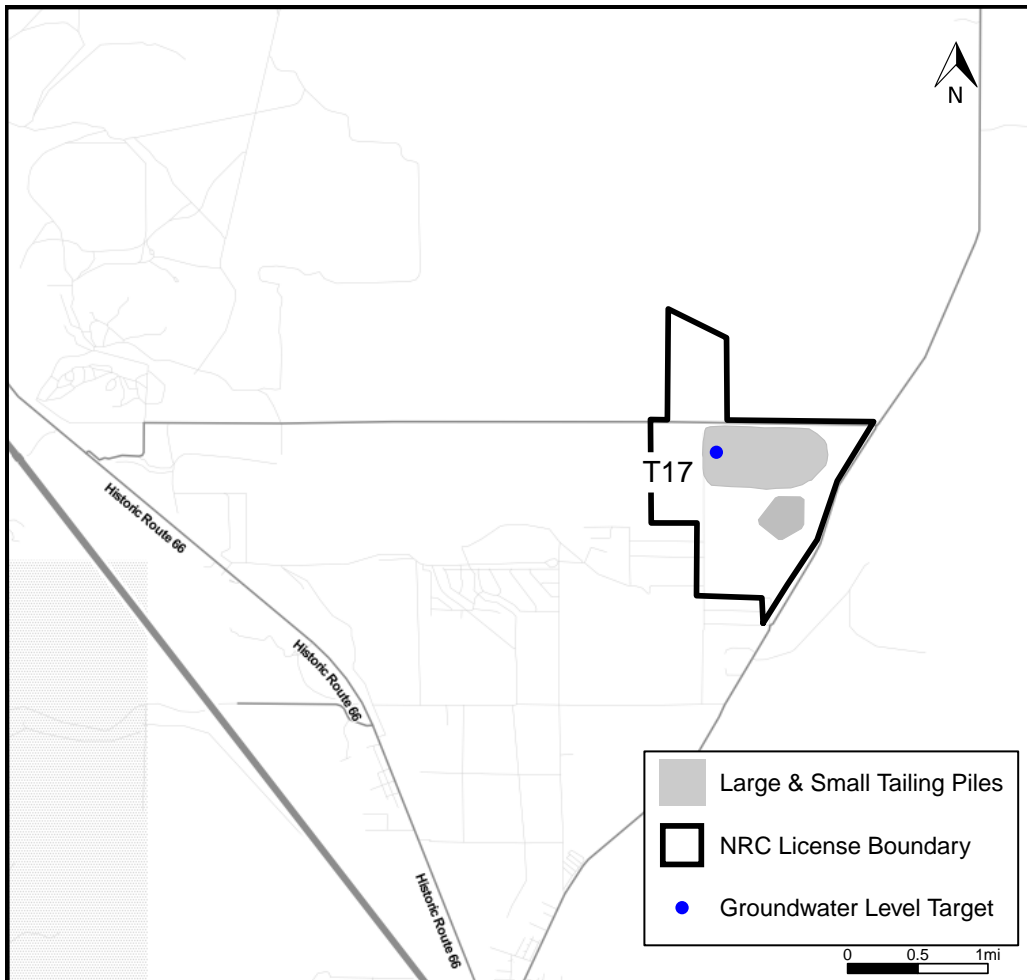 N
T17
Historic Route 66
Historic Route 66
Historic Route 66
Large & Small Tailing Piles
NRC License Boundary
Groundwater Level Target
0 0.5 1mi